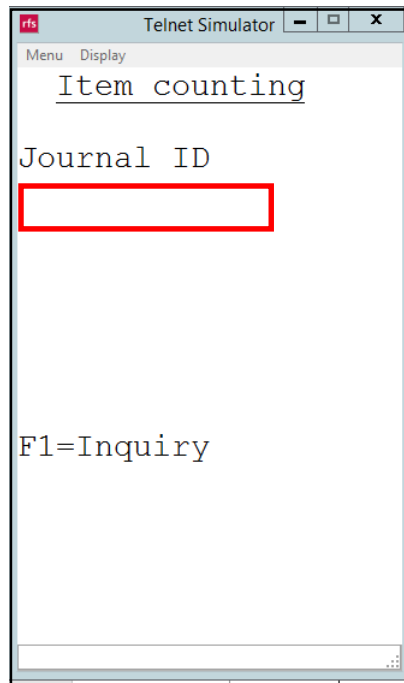 rfs Telnet Simulator
Menu Display
Item counting
Journal ID
F1=Inquiry